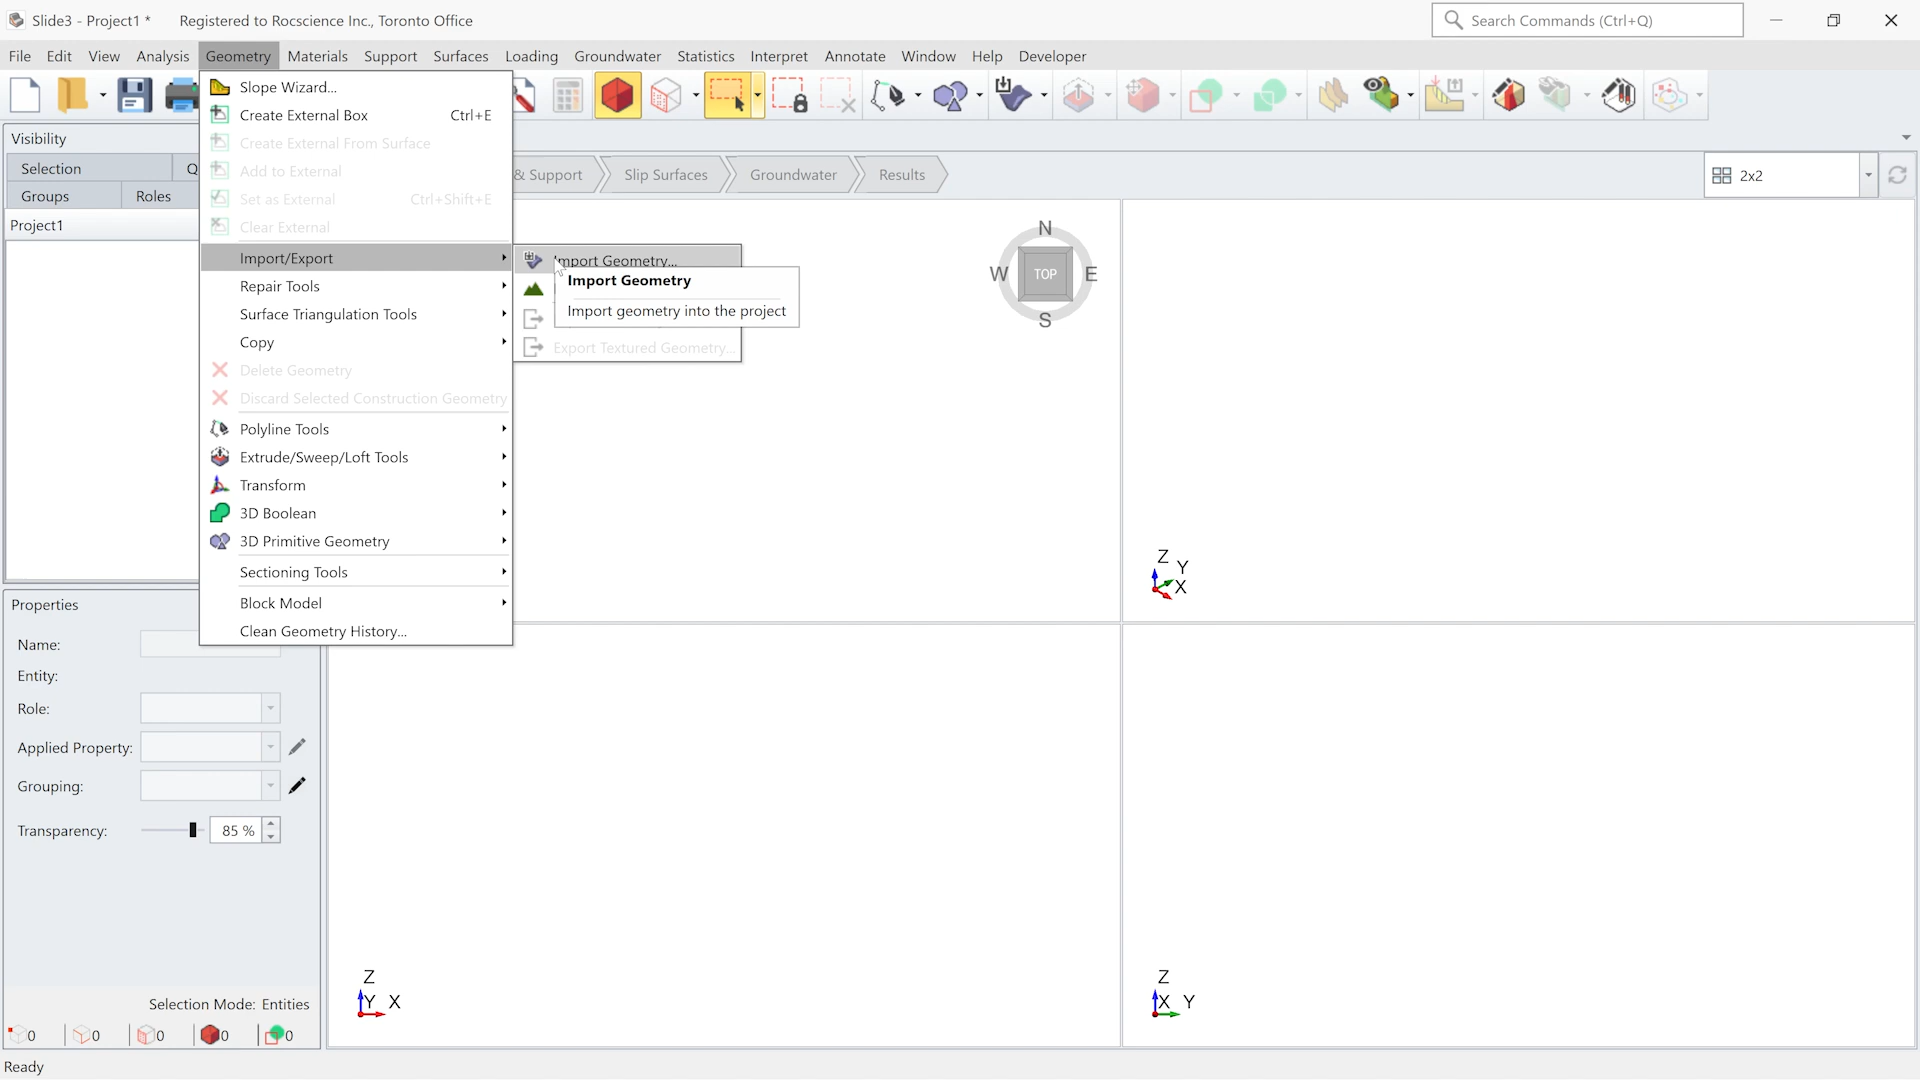 Slide3 - Project1 *
Registered to Rocscience Inc., Toronto Office
Search Commands (Ctrl+Q)
File Edit View Analysis Geometry Materials Support Surfaces Loading Groundwater Statistics Interpret Annotate Window Help Developer
Visibility
Selection
Q
Groups
Roles
Project1
Slope Wizard...
Create External Box Ctrl+E
Create External From Surface
Add to External
Set as External Ctrl+Shift+E
Clear External
Import/Export
Repair Tools
Surface Triangulation Tools
Copy
Delete Geometry
Discard Selected Construction Geometry
Polyline Tools
Extrude/Sweep/Loft Tools
Transform
3D Boolean
3D Primitive Geometry
Sectioning Tools
Block Model
Clean Geometry History...
Import Geometry...
Import Geometry
Import geometry into the project
Export Textured Geometry...
& Support
Slip Surfaces
Groundwater
Results
2x2
N
W TOP E
S
Z
Y
X
Properties
Name:
Entity:
Role:
Applied Property:
Grouping:
Transparency: 85 %
Selection Mode: Entities
0 0 0 0 0
Z
Y X
Z
X Y
Ready